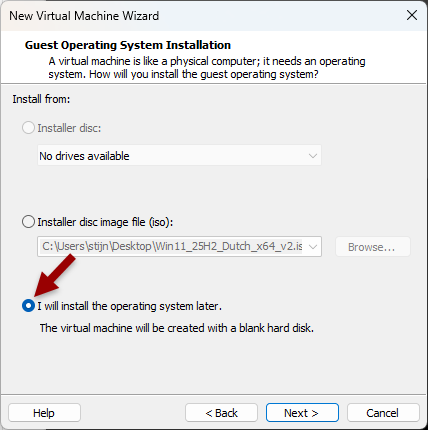 New Virtual Machine Wizard
Guest Operating System Installation
A virtual machine is like a physical computer; it needs an operating
system. How will you install the guest operating system?
Install from:
Installer disc:
No drives available
Installer disc image file (iso):
C:\Users\stijn\Desktop\Win11_25H2_Dutch_x64_v2.is
Browse...
I will install the operating system later.
The virtual machine will be created with a blank hard disk.
Help
< Back
Next >
Cancel